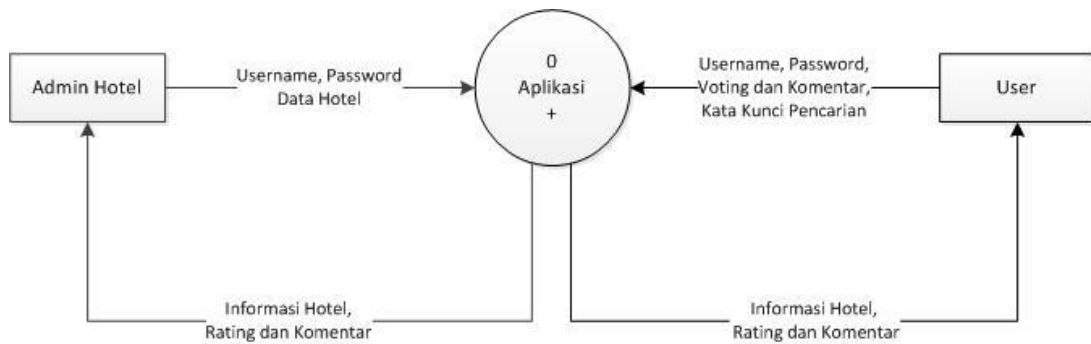 Admin Hotel
Username, Password
Data Hotel
0
Aplikasi
+
Username, Password,
Voting dan Komentar,
Kata Kunci Pencarian
User
Informasi Hotel,
Rating dan Komentar
Informasi Hotel,
Rating dan Komentar